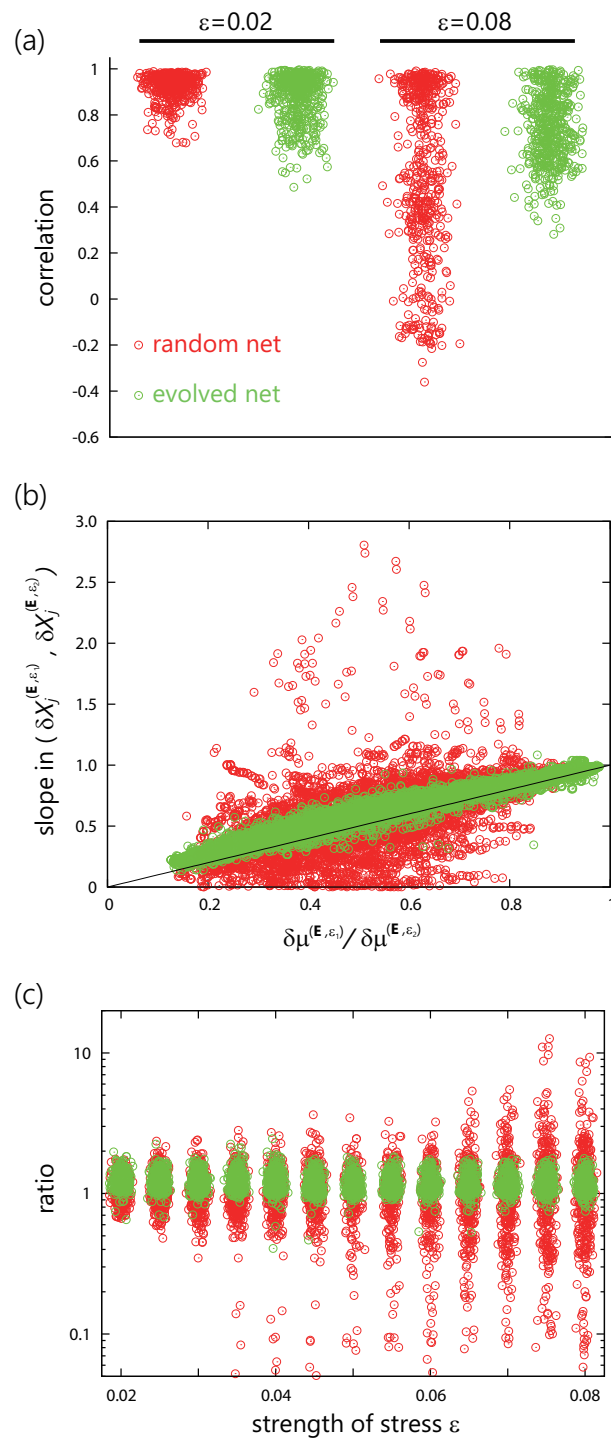 (a)
ε=0.02 ε=0.08
1
0.8
0.6
0.4
0.2
0
-0.2
-0.4
-0.6
correlation
random net
evolved net
(b)
3.0
2.5
2.0
1.5
1.0
0.5
0
slope in ( δX_j^(E,ε₁) , δX_j^(E,ε₂) )
0.2 0.4 0.6 0.8 1
δμ^(E,ε₁) / δμ^(E,ε₂)
(c)
10
1
0.1
ratio
0.02 0.04 0.06 0.08
strength of stress ε